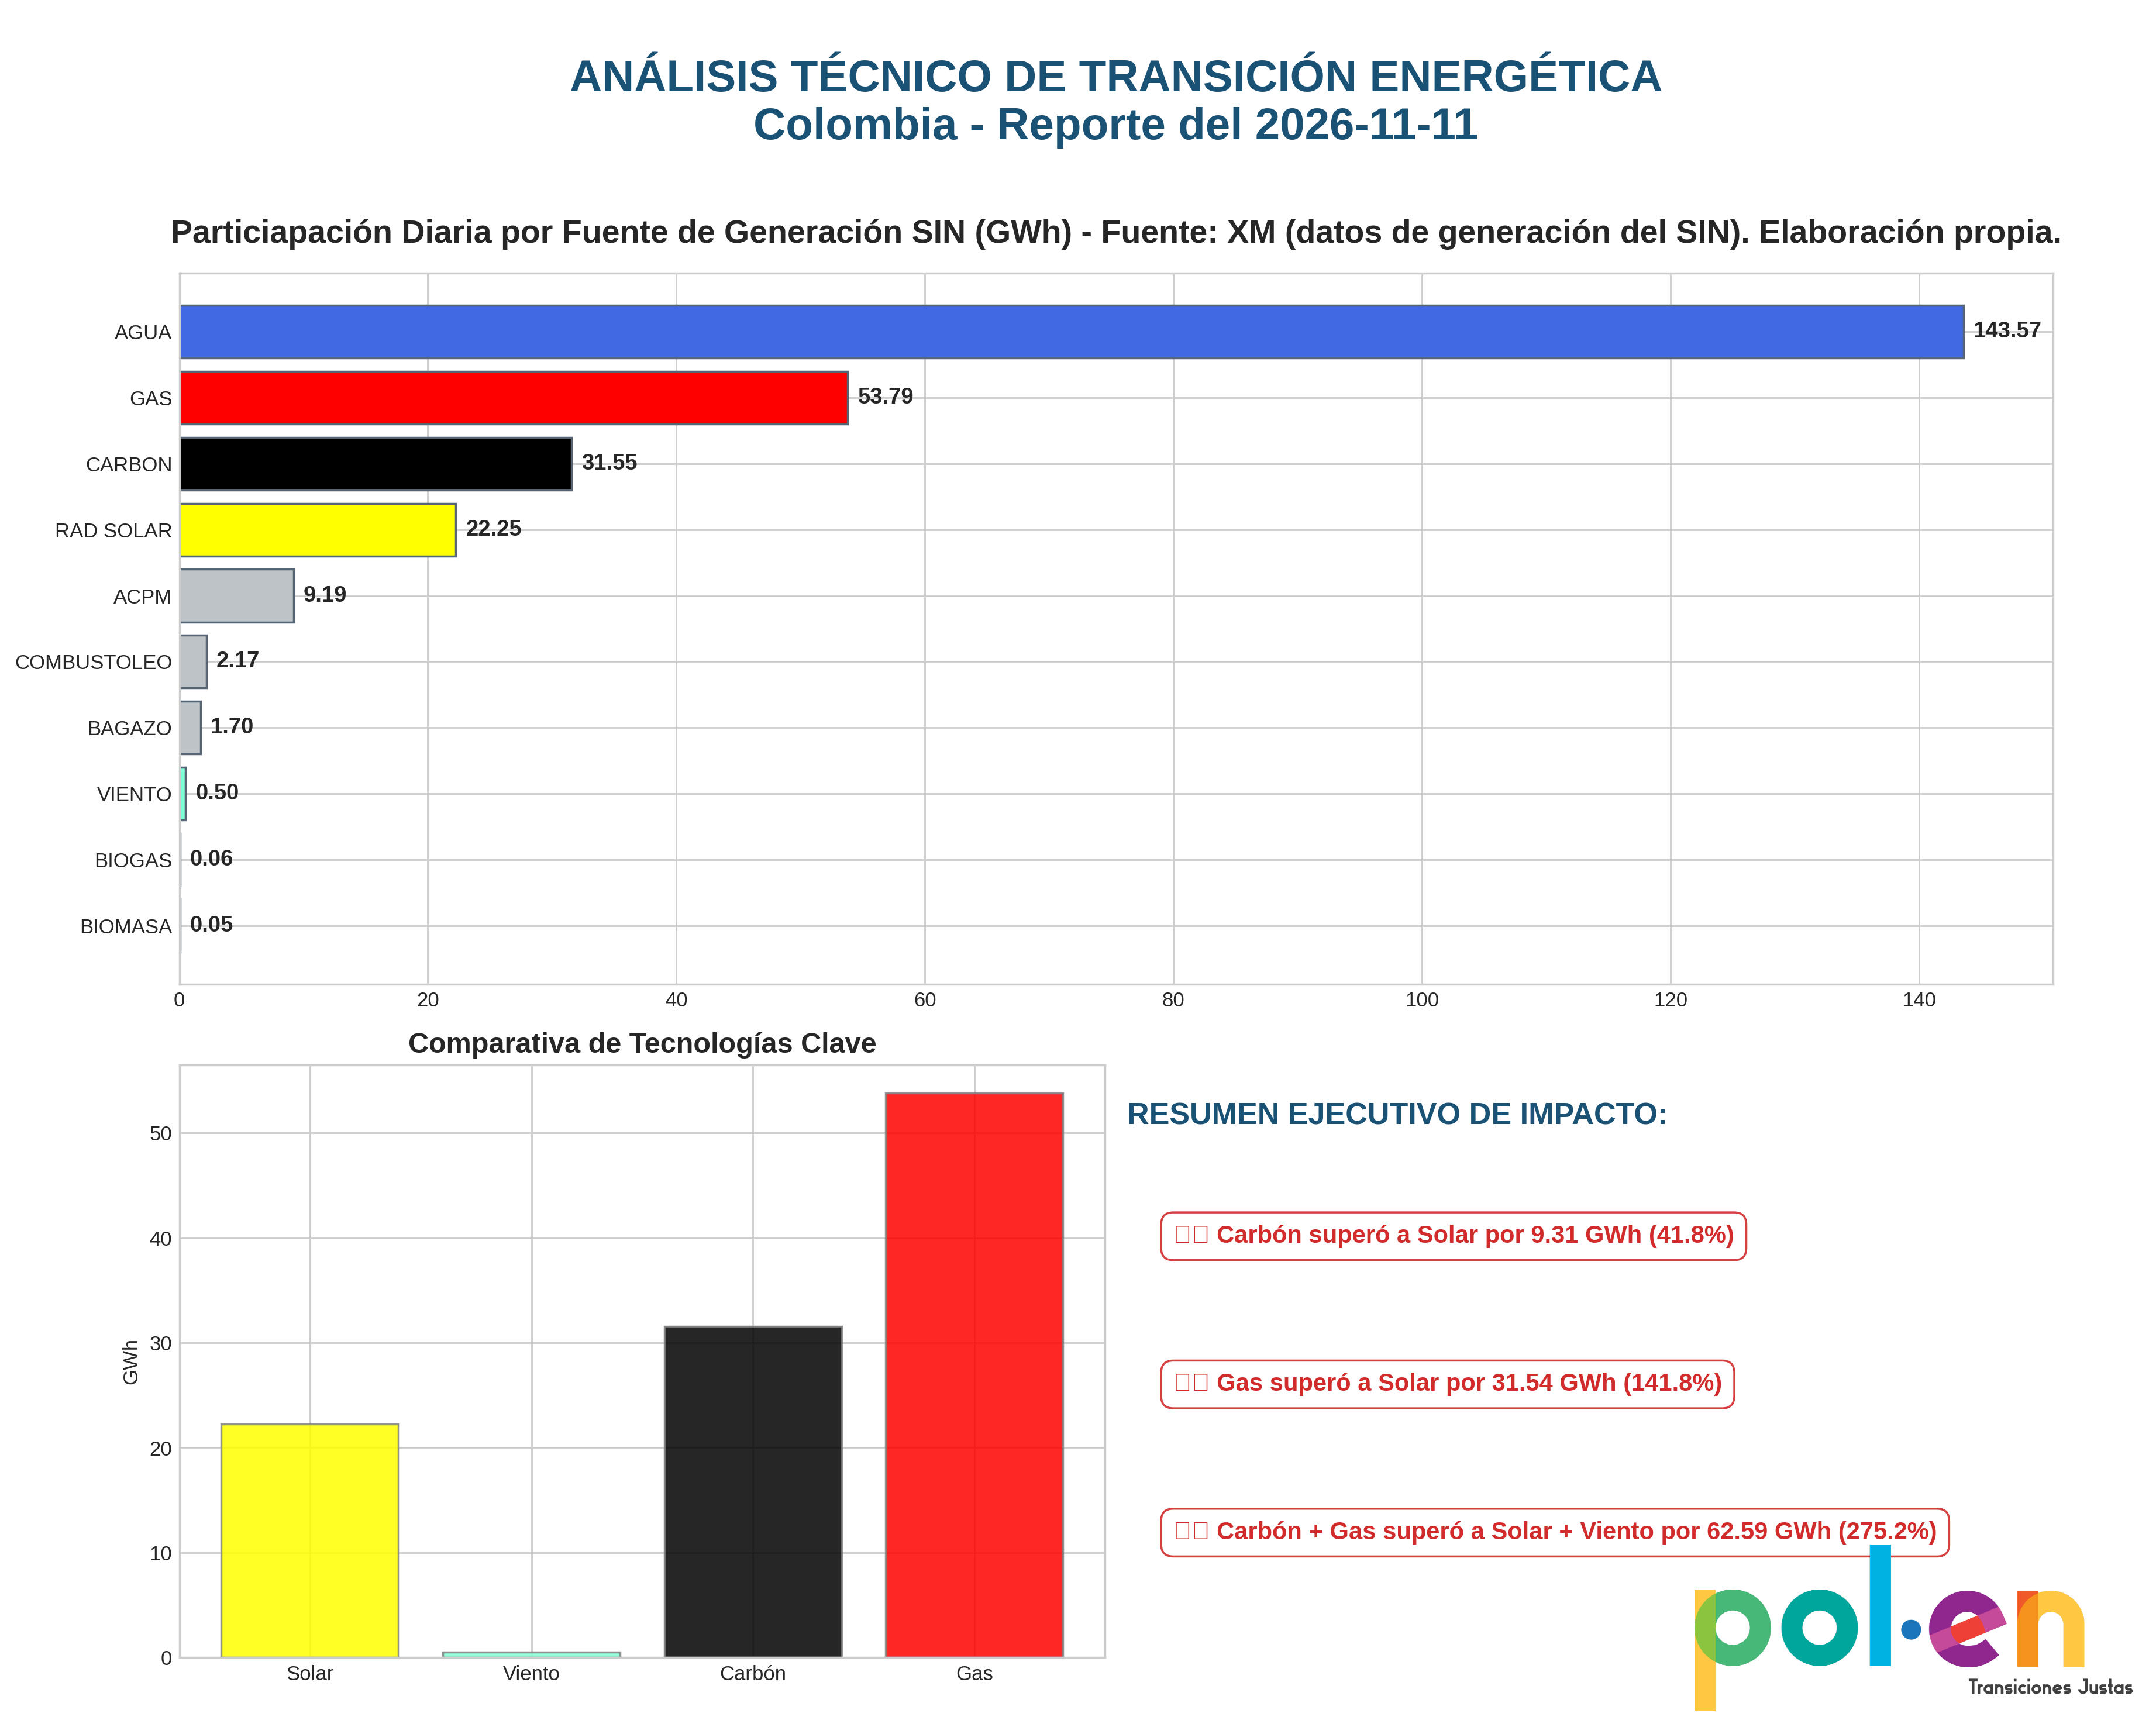 ANÁLISIS TÉCNICO DE TRANSICIÓN ENERGÉTICA
Colombia - Reporte del 2026-11-11
Particiapación Diaria por Fuente de Generación SIN (GWh) - Fuente: XM (datos de generación del SIN). Elaboración propia.
AGUA 143.57
GAS 53.79
CARBON 31.55
RAD SOLAR 22.25
ACPM 9.19
COMBUSTOLEO 2.17
BAGAZO 1.70
VIENTO 0.50
BIOGAS 0.06
BIOMASA 0.05
0 20 40 60 80 100 120 140
Comparativa de Tecnologías Clave
GWh
50
40
30
20
10
0
Solar Viento Carbón Gas
RESUMEN EJECUTIVO DE IMPACTO:
Carbón superó a Solar por 9.31 GWh (41.8%)
Gas superó a Solar por 31.54 GWh (141.8%)
Carbón + Gas superó a Solar + Viento por 62.59 GWh (275.2%)
pol·en
Transiciones Justas